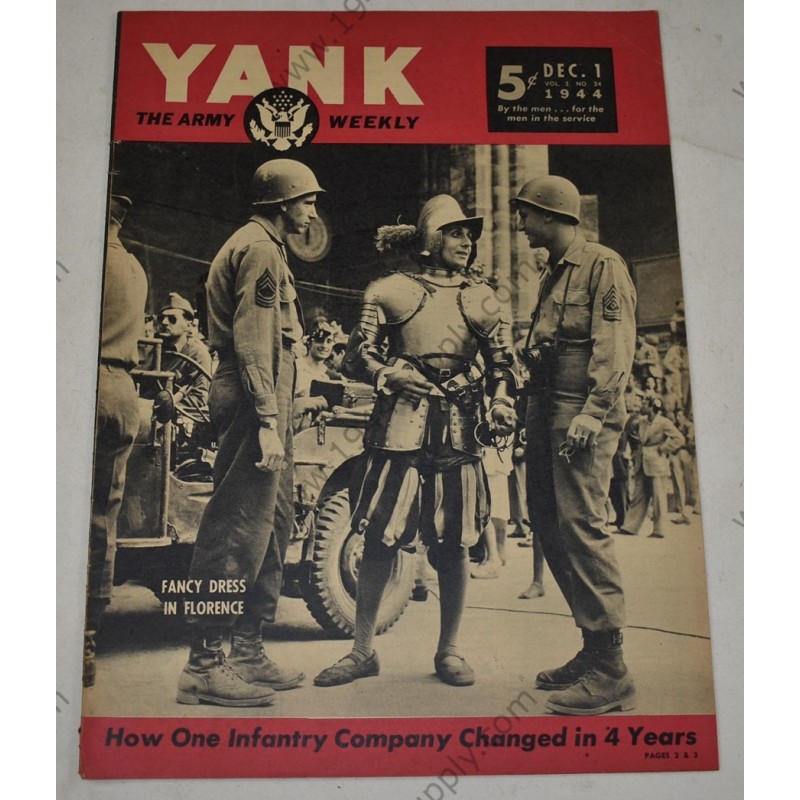 YANK
THE ARMY WEEKLY
5¢ DEC. 1
VOL. 3, NO. 24
1944
By the men . . . for the
men in the service
FANCY DRESS
IN FLORENCE
How One Infantry Company Changed in 4 Years
PAGES 2 & 3